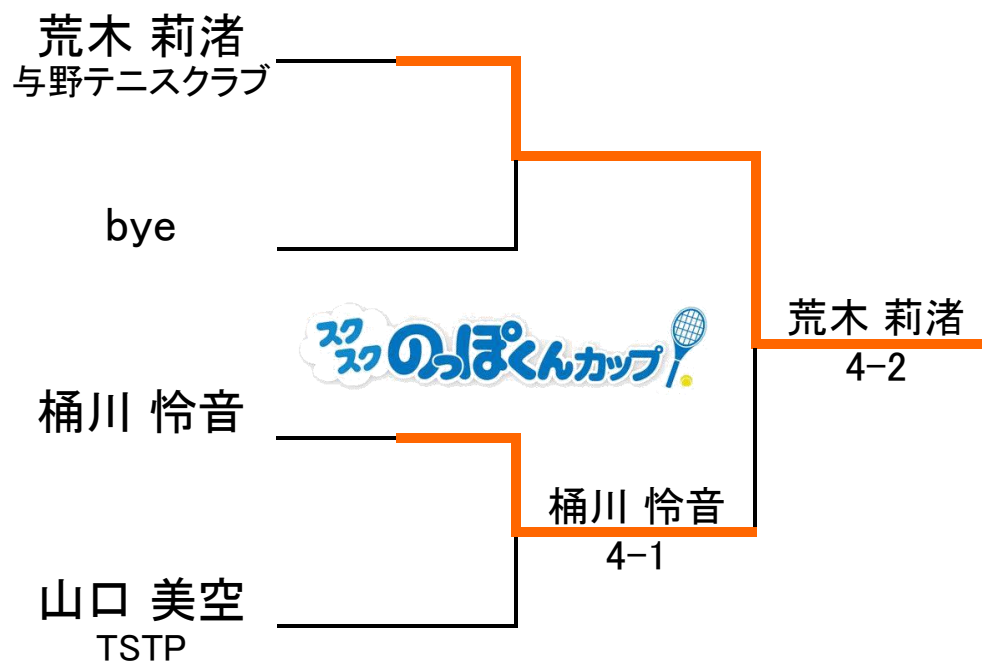 荒木 莉渚
与野テニスクラブ
bye
スク
スク のっぽくんカップ
荒木 莉渚
4-2
桶川 怜音
桶川 怜音
4-1
山口 美空
TSTP